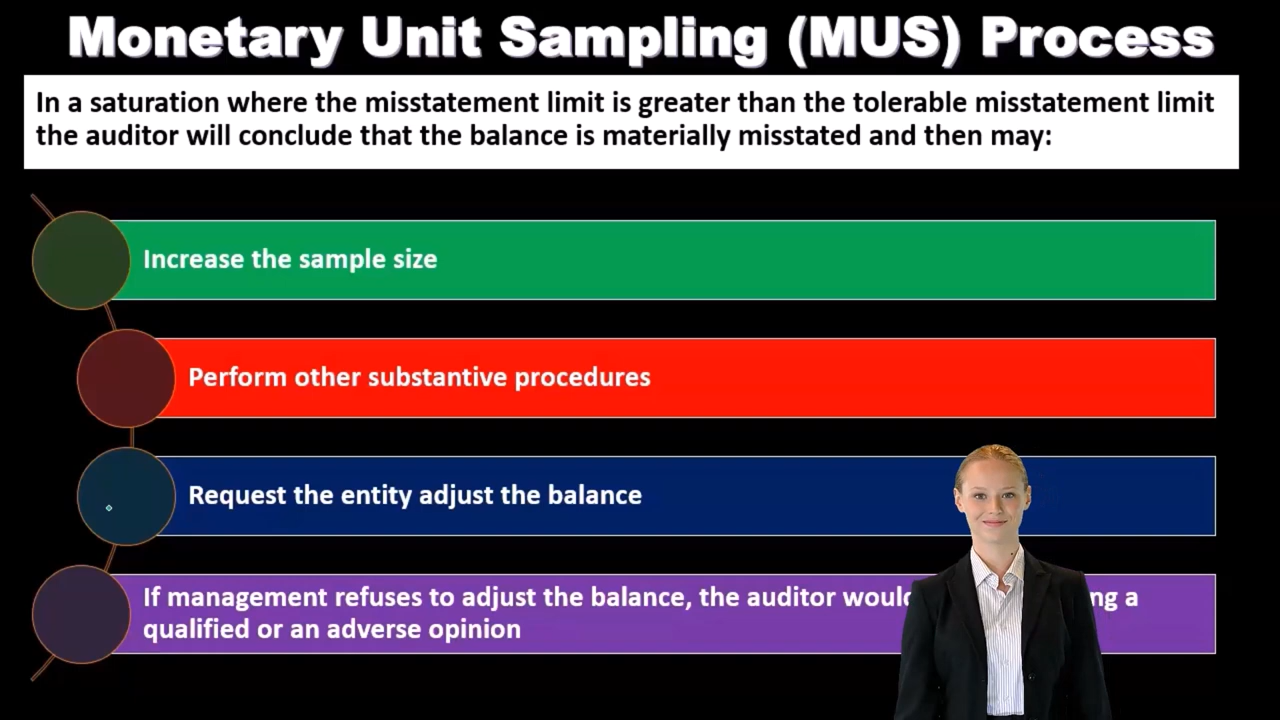 Monetary Unit Sampling (MUS) Process
In a saturation where the misstatement limit is greater than the tolerable misstatement limit
the auditor will conclude that the balance is materially misstated and then may:
Increase the sample size
Perform other substantive procedures
Request the entity adjust the balance
If management refuses to adjust the balance, the auditor a
qualified or an adverse opinion